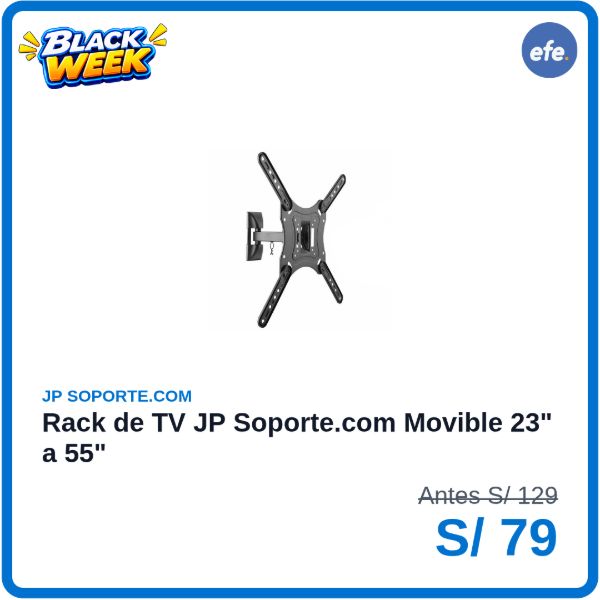 BLACK
WEEK
efe.
JP SOPORTE.COM
Rack de TV JP Soporte.com Movible 23"
a 55"
Antes S/ 129
S/ 79